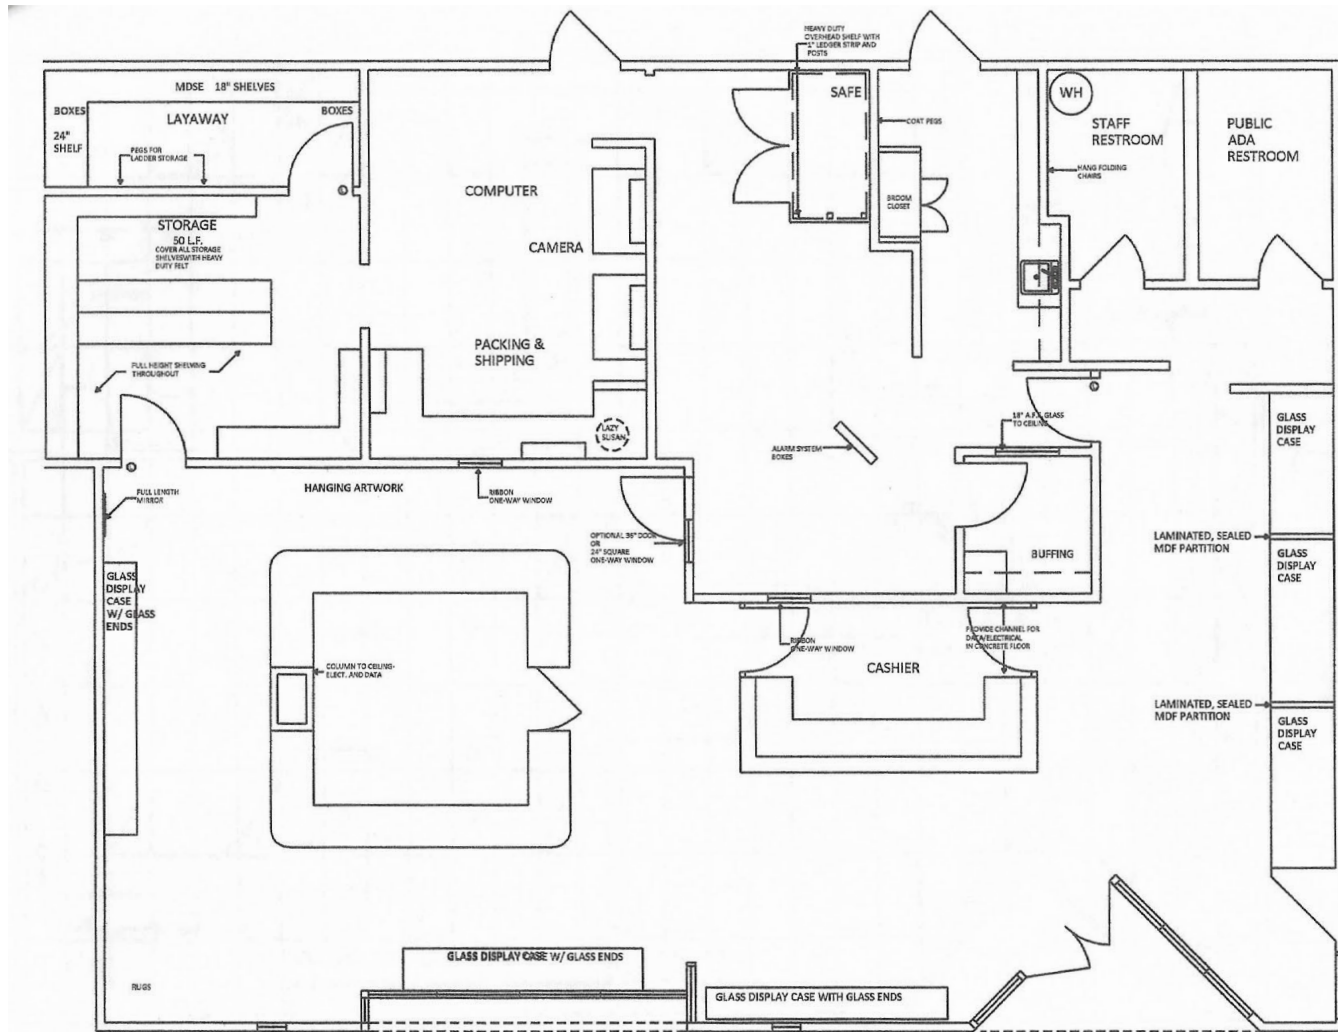 HEAVY DUTY
OVERHEAD SHELF WITH
1" LEDGER STRIP AND
POSTS
MDSE 18" SHELVES
BOXES
BOXES
LAYAWAY
24"
SHELF
PEGS FOR
LADDER STORAGE
SAFE
WH
COAT PEGS
STAFF
RESTROOM
PUBLIC
ADA
RESTROOM
HANG FOLDING
CHAIRS
COMPUTER
BROOM
CLOSET
STORAGE
50 L.F.
COVER ALL STORAGE
SHELVES WITH HEAVY
DUTY FELT
CAMERA
PACKING &
SHIPPING
FULL HEIGHT SHELVING
THROUGHOUT
LAZY
SUSAN
18" A.F.F. GLASS
TO CEILING
GLASS
DISPLAY
CASE
ALARM SYSTEM
BOXES
HANGING ARTWORK
FULL LENGTH
MIRROR
RIBBON
ONE-WAY WINDOW
OPTIONAL 36" DOOR
OR
24" SQUARE
ONE-WAY WINDOW
BUFFING
LAMINATED, SEALED
MDF PARTITION
GLASS
DISPLAY
CASE
GLASS
DISPLAY
CASE
W/ GLASS
ENDS
RIBBON
ONE-WAY WINDOW
PROVIDE CHANNEL FOR
DATA/ELECTRICAL
IN CONCRETE FLOOR
CASHIER
COLUMN TO CEILING-
ELECT. AND DATA
LAMINATED, SEALED
MDF PARTITION
GLASS
DISPLAY
CASE
GLASS DISPLAY CASE W/ GLASS ENDS
RUGS
GLASS DISPLAY CASE WITH GLASS ENDS